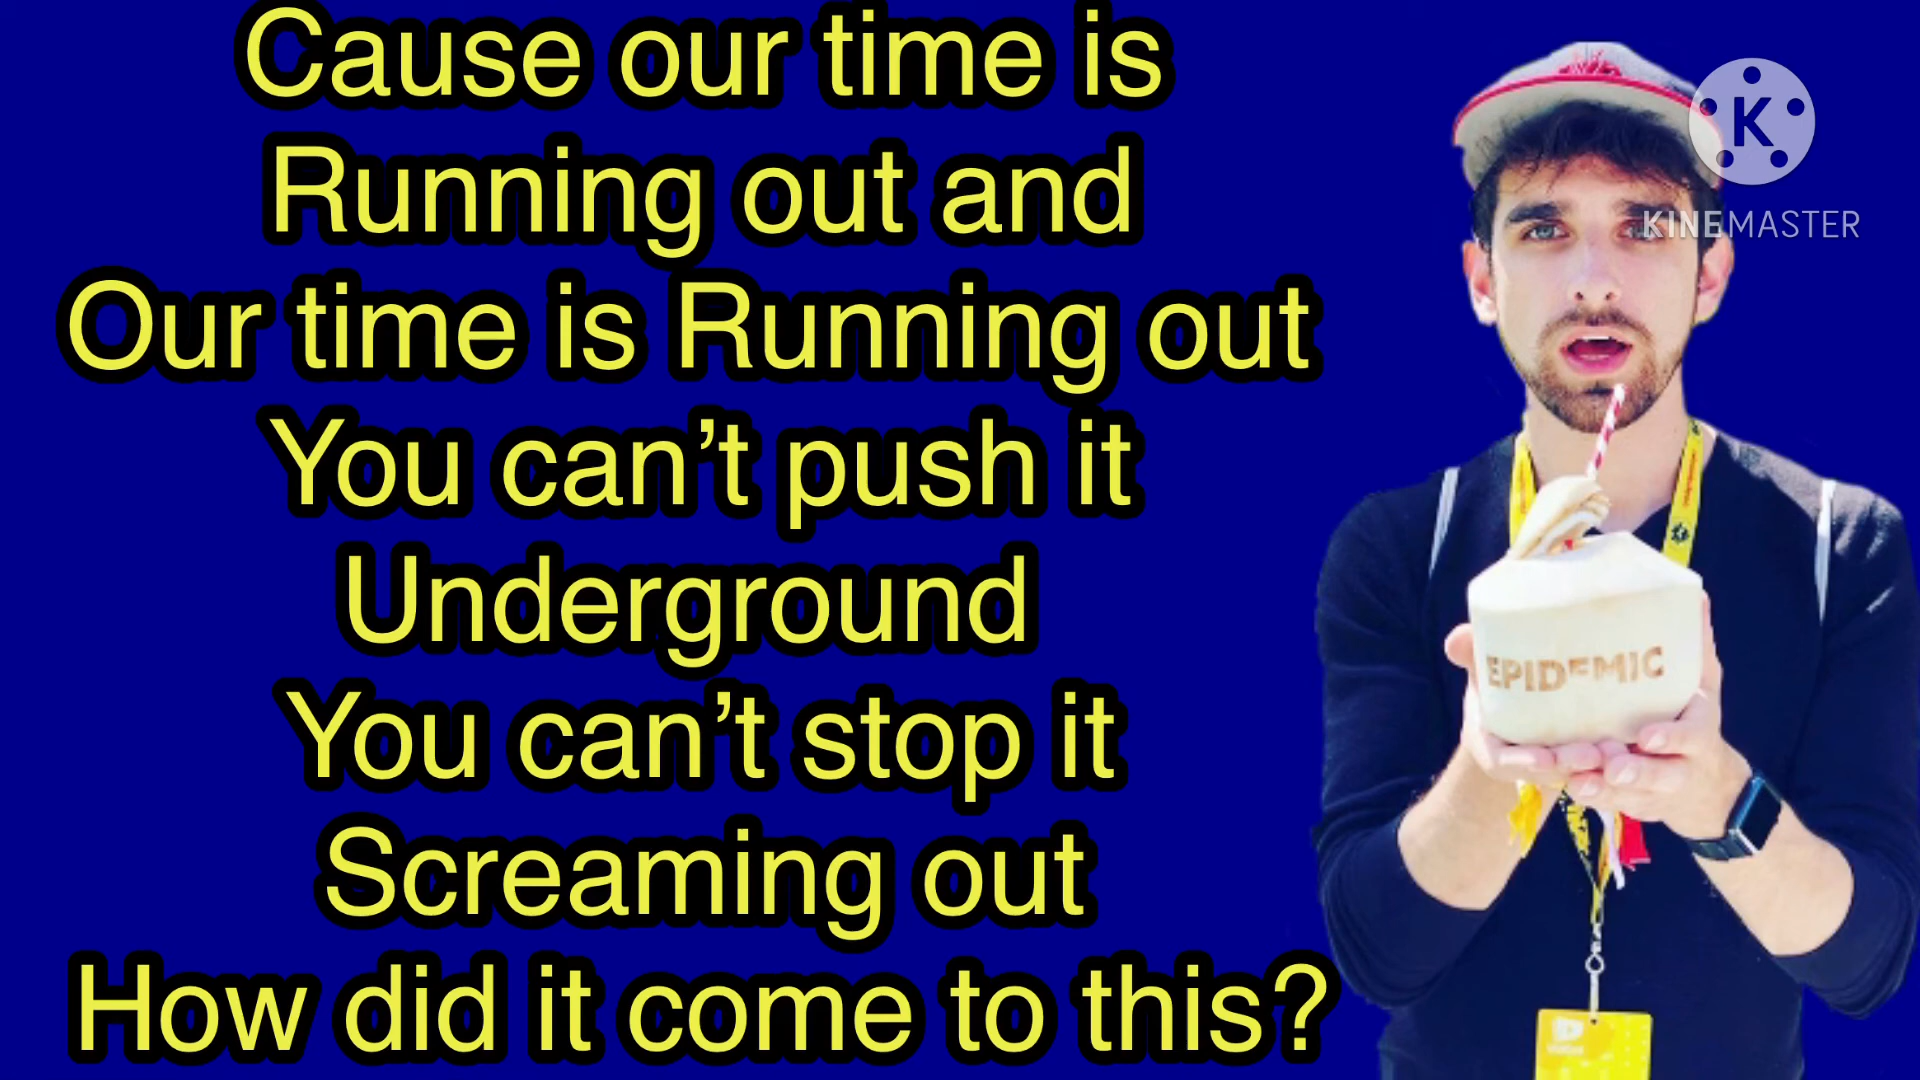 Cause our time is
Running out and
Our time is Running out
You can’t push it
Underground
You can’t stop it
Screaming out
How did it come to this?
K
KINEMASTER
EPIDEMIC